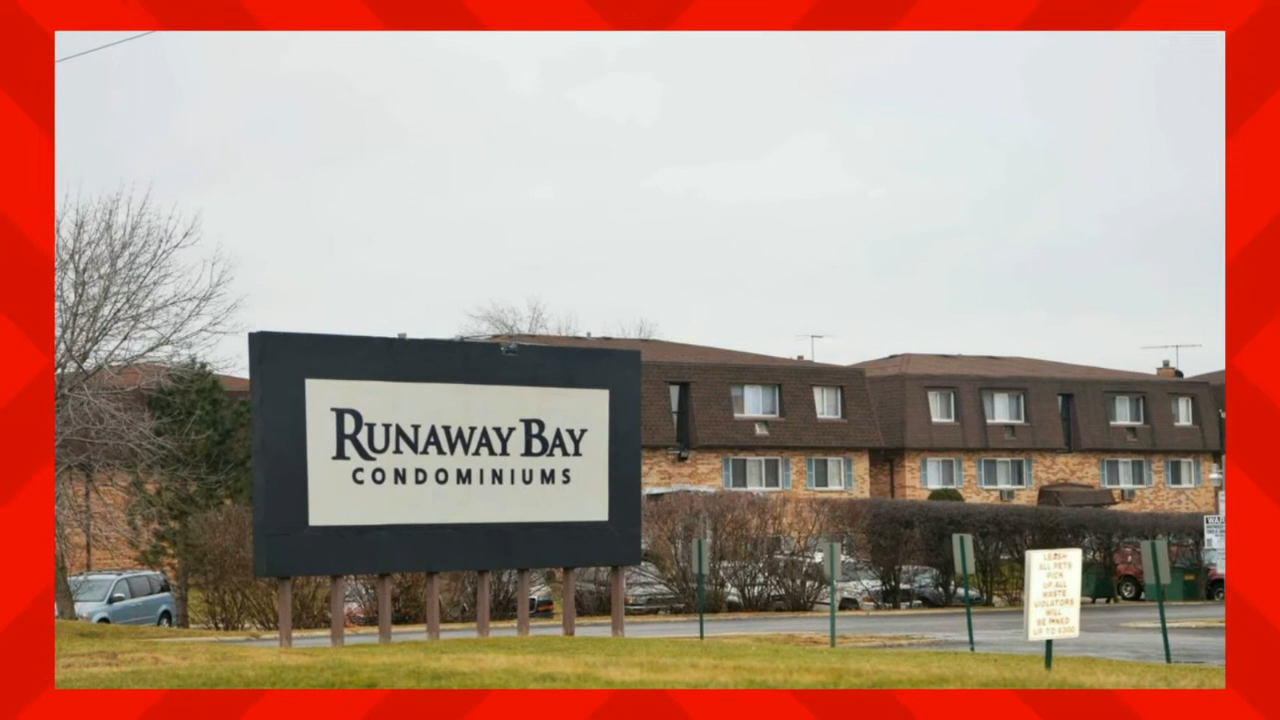 RUNAWAY BAY
CONDOMINIUMS
LEASH
ALL PETS
PICK
UP ALL
WASTE
VIOLATORS
WILL
BE FINED
UP TO $300